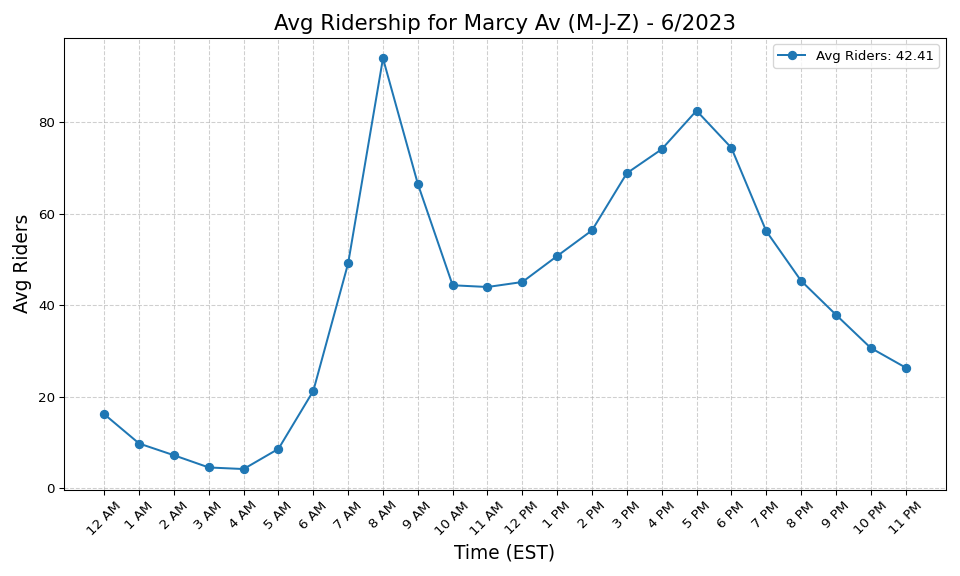 Avg Ridership for Marcy Av (M-J-Z) - 6/2023
Avg Riders: 42.41
Avg Riders
80
60
40
20
0
12 AM
1 AM
2 AM
3 AM
4 AM
5 AM
6 AM
7 AM
8 AM
9 AM
10 AM
11 AM
12 PM
1 PM
2 PM
3 PM
4 PM
5 PM
6 PM
7 PM
8 PM
9 PM
10 PM
11 PM
Time (EST)